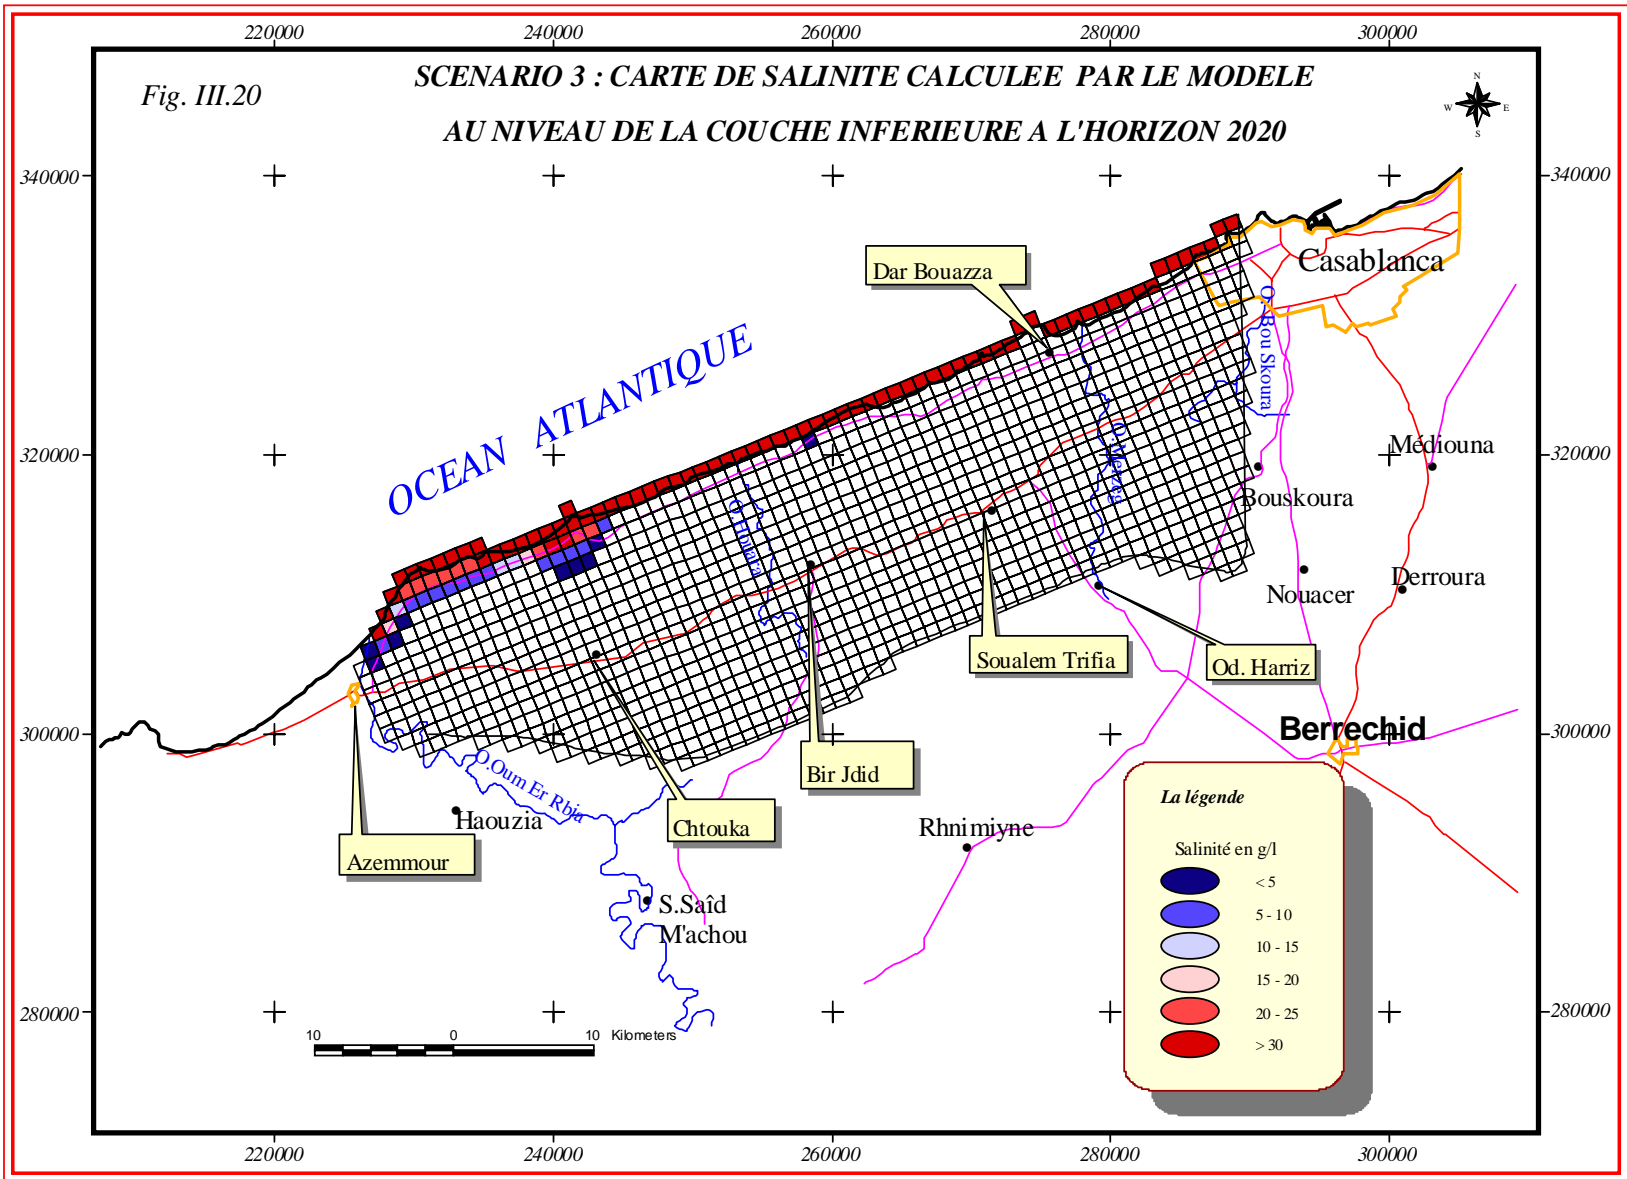 220000
240000
260000
280000
300000
Fig. III.20
SCENARIO 3 : CARTE DE SALINITE CALCULEE PAR LE MODELE
AU NIVEAU DE LA COUCHE INFERIEURE A L'HORIZON 2020
N
W
E
S
340000
340000
Casablanca
Dar Bouazza
OCEAN ATLANTIQUE
O. Bou Skoura
320000
320000
Médiouna
O.Merzeg
Bouskoura
O Houara
Nouacer
Derroura
Soualem Trifia
Od. Harriz
300000
300000
Berrechid
Bir Jdid
O.Oum Er Rbia
Haouzia
Chtouka
Rhnimiyne
Azemmour
S.Saîd
M'achou
La légende
Salinité en g/l
< 5
5 - 10
10 - 15
15 - 20
20 - 25
> 30
280000
280000
10
0
10
Kilometers
220000
240000
260000
280000
300000